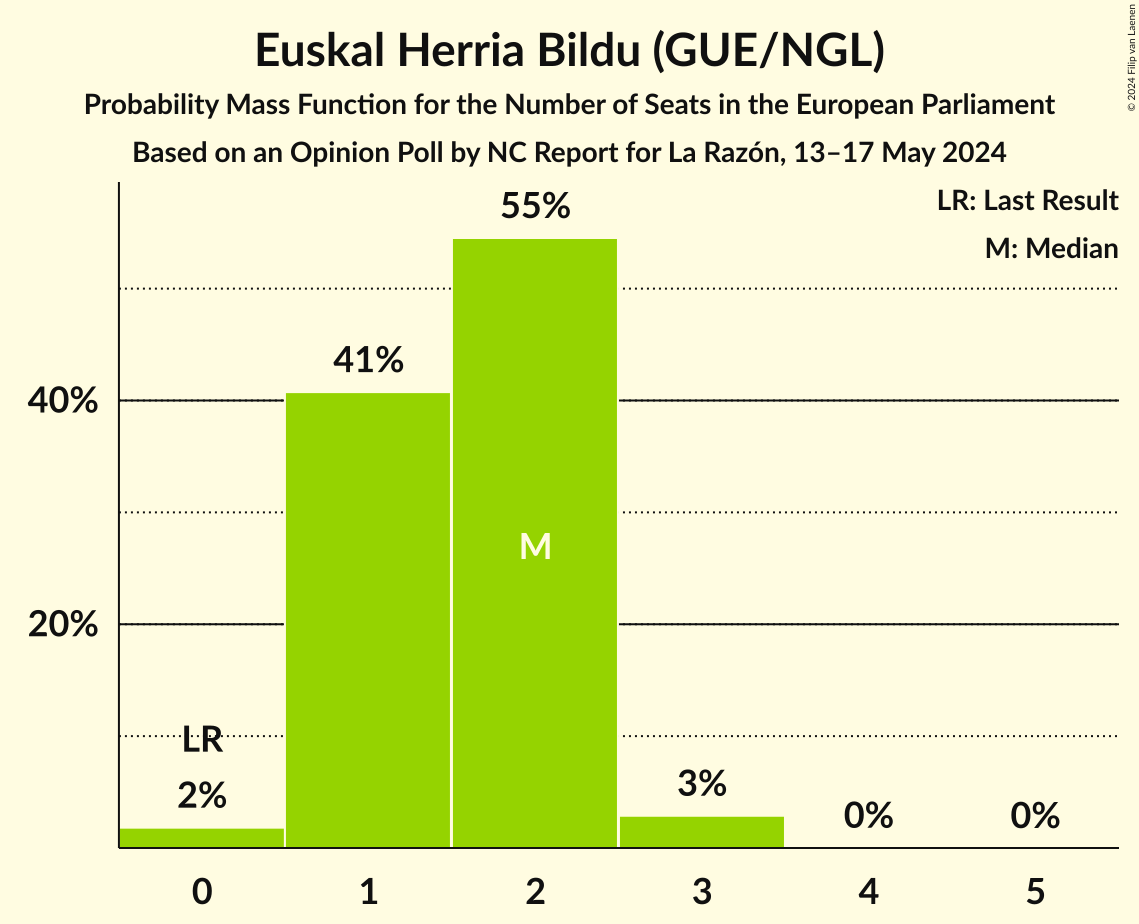 Euskal Herria Bildu (GUE/NGL)
Probability Mass Function for the Number of Seats in the European Parliament
Based on an Opinion Poll by NC Report for La Razón, 13–17 May 2024
© 2024 Filip van Laenen
LR: Last Result
M: Median
55%
41%
40%
M
20%
LR
2%
3%
0%
0%
0 1 2 3 4 5